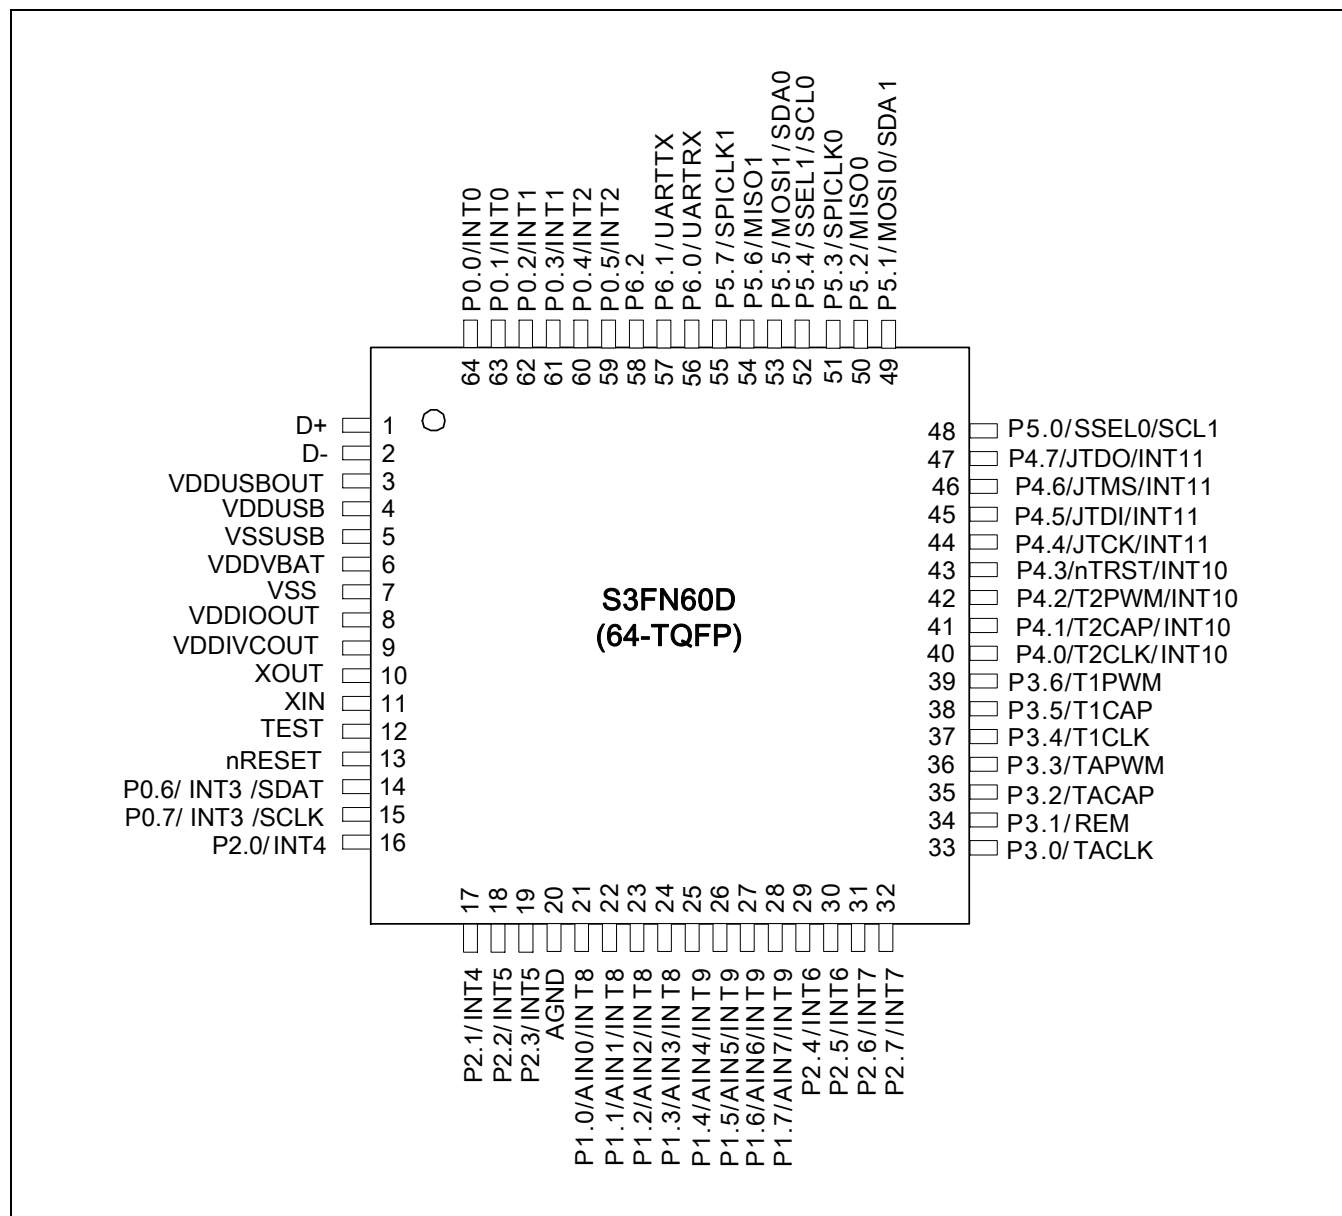 P0.0/INT0
P0.1/INT0
P0.2/INT1
P0.3/INT1
P0.4/INT2
P0.5/INT2
P6.2
P6.1/UARTTX
P6.0/UARTRX
P5.7/SPICLK1
P5.6/MISO1
P5.5/MOSI1/SDA0
P5.4/SSEL1/SCL0
P5.3/SPICLK0
P5.2/MISO0
P5.1/MOSI0/SDA1
64
63
62
61
60
59
58
57
56
55
54
53
52
51
50
49
D+ 1
D- 2
VDDUSBOUT 3
VDDUSB 4
VSSUSB 5
VDDVBAT 6
VSS 7
VDDIOOUT 8
VDDIVCOUT 9
XOUT 10
XIN 11
TEST 12
nRESET 13
P0.6/ INT3 /SDAT 14
P0.7/ INT3 /SCLK 15
P2.0/INT4 16
S3FN60D
(64-TQFP)
48 P5.0/SSEL0/SCL1
47 P4.7/JTDO/INT11
46 P4.6/JTMS/INT11
45 P4.5/JTDI/INT11
44 P4.4/JTCK/INT11
43 P4.3/nTRST/INT10
42 P4.2/T2PWM/INT10
41 P4.1/T2CAP/INT10
40 P4.0/T2CLK/INT10
39 P3.6/T1PWM
38 P3.5/T1CAP
37 P3.4/T1CLK
36 P3.3/TAPWM
35 P3.2/TACAP
34 P3.1/REM
33 P3.0/TACLK
17
18
19
20
21
22
23
24
25
26
27
28
29
30
31
32
P2.1/INT4
P2.2/INT5
P2.3/INT5
AGND
P1.0/AIN0/INT8
P1.1/AIN1/INT8
P1.2/AIN2/INT8
P1.3/AIN3/INT8
P1.4/AIN4/INT9
P1.5/AIN5/INT9
P1.6/AIN6/INT9
P1.7/AIN7/INT9
P2.4/INT6
P2.5/INT6
P2.6/INT7
P2.7/INT7